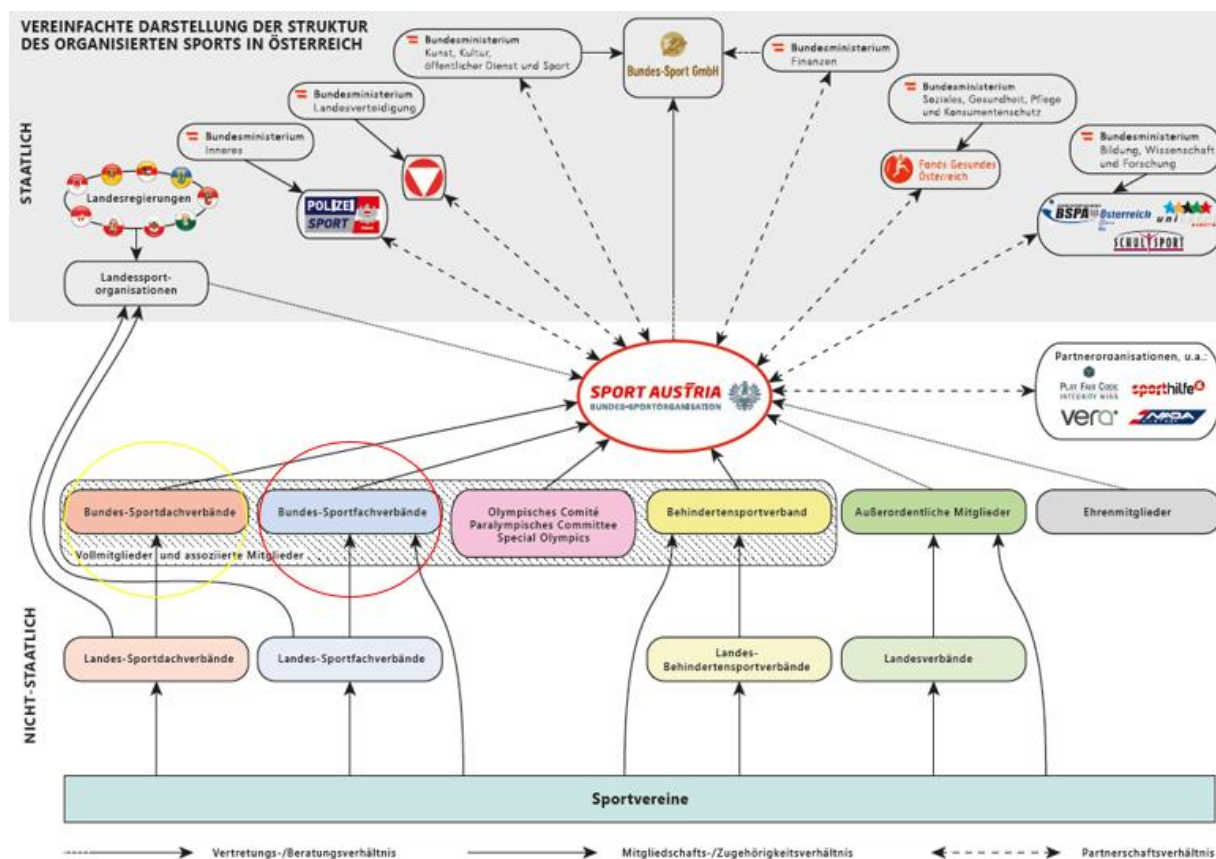 VEREINFACHTE DARSTELLUNG DER STRUKTUR
DES ORGANISIERTEN SPORTS IN ÖSTERREICH
STAATLICH
Bundesministerium
Kunst, Kultur,
öffentlicher Dienst und Sport
Bundes-Sport GmbH
Bundesministerium
Finanzen
Bundesministerium
Landesverteidigung
Bundesministerium
Soziales, Gesundheit, Pflege
und Konsumentenschutz
Bundesministerium
Inneres
Bundesministerium
Bildung, Wissenschaft
und Forschung
Landesregierungen
POLIZEI
SPORT
Fonds Gesundes
Österreich
BSPA
Österreich
uni
SCHULSPORT
Landessport-
organisationen
SPORT AUSTRIA
BUNDES-SPORTORGANISATION
Partnerorganisationen, u.a.:
PLAY FAIR CODE
INTEGRITY WINS
sporthilfe
vera
NADA
NICHT-STAATLICH
Bundes-Sportdachverbände
Bundes-Sportfachverbände
Olympisches Comité
Paralympisches Committee
Special Olympics
Behindertensportverband
Außerordentliche Mitglieder
Ehrenmitglieder
Vollmitglieder und assoziierte Mitglieder
Landes-Sportdachverbände
Landes-Sportfachverbände
Landes-
Behindertensportverbände
Landesverbände
Sportvereine
Vertretungs-/Beratungsverhältnis
Mitgliedschafts-/Zugehörigkeitsverhältnis
Partnerschaftsverhältnis